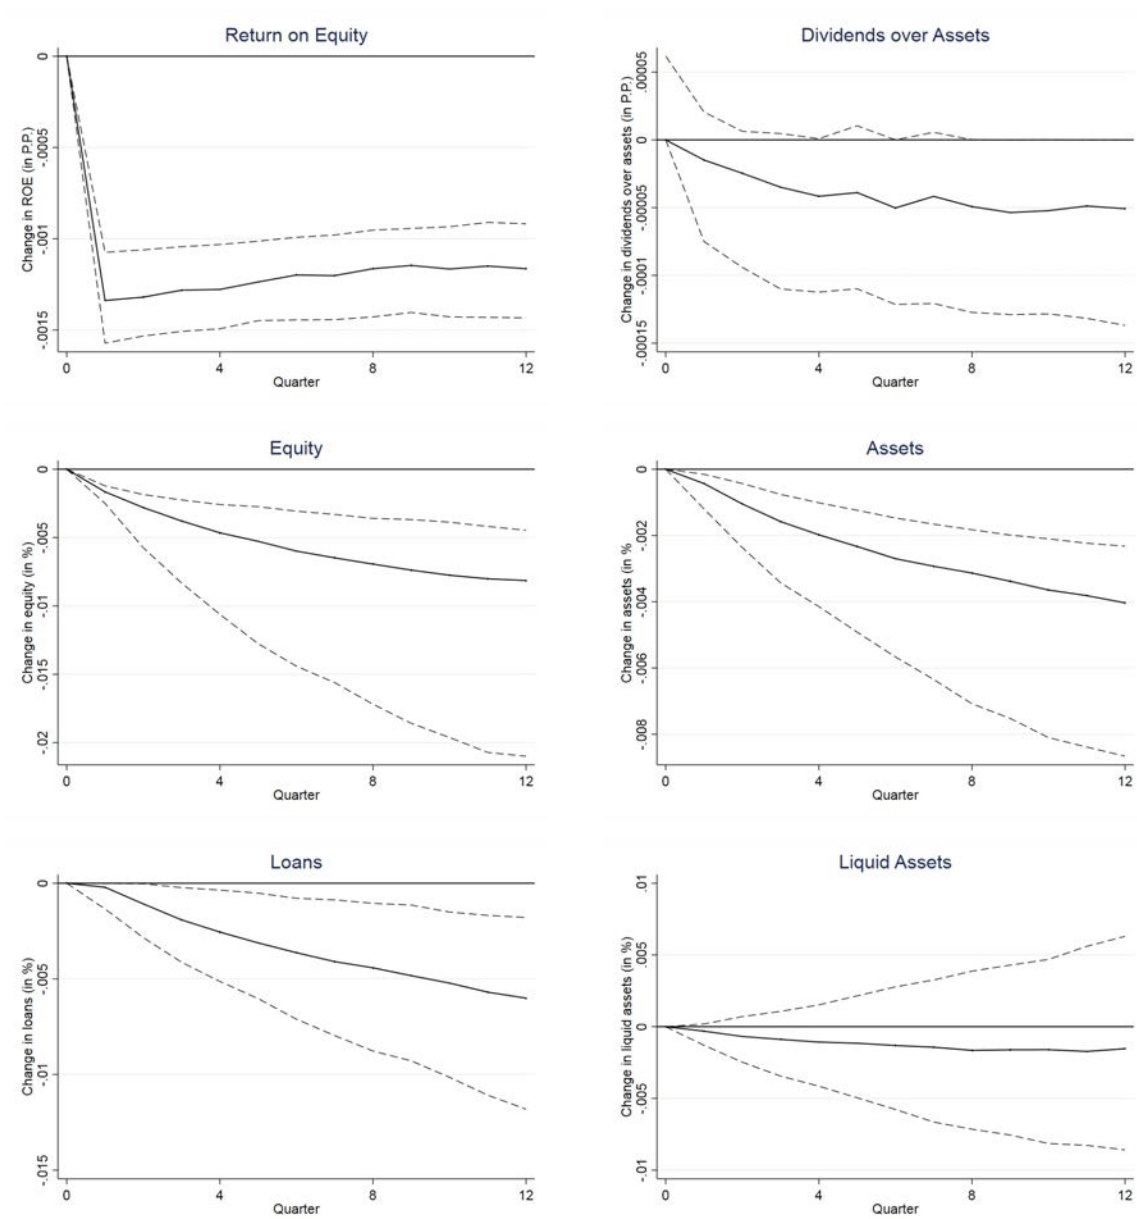 Return on Equity
Change in ROE (in P.P.)
0
-.0005
-.001
-.0015
0
4
8
12
Quarter
Dividends over Assets
Change in dividends over assets (in P.P.)
.00005
0
-.00005
-.0001
-.00015
0
4
8
12
Quarter
Equity
Change in equity (in %)
0
-.005
-.01
-.015
-.02
0
4
8
12
Quarter
Assets
Change in assets (in %
0
-.002
-.004
-.006
-.008
0
4
8
12
Quarter
Loans
Change in loans (in %)
0
-.005
-.01
-.015
0
4
8
12
Quarter
Liquid Assets
Change in liquid assets (in %)
.01
.005
0
-.005
-.01
0
4
8
12
Quarter